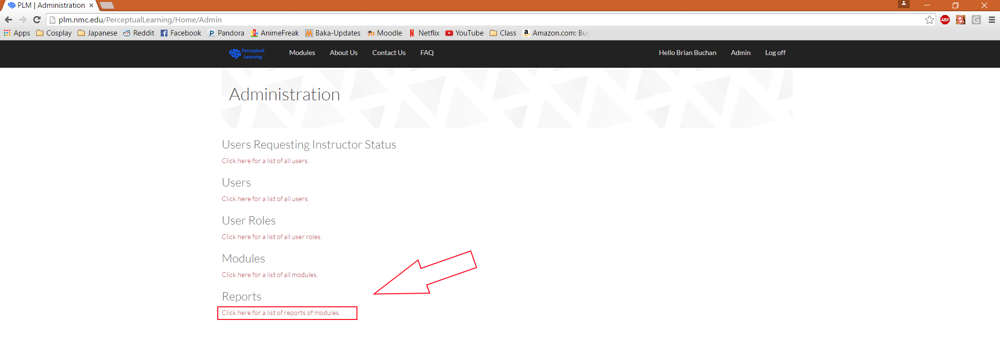 PLM | Administration
plm.nmc.edu/PerceptualLearning/Home/Admin
ABP
G
Apps Cosplay Japanese Reddit Facebook Pandora AnimeFreak Baka-Updates Moodle Netflix YouTube Class Amazon.com: Bu
Perceptual
Learning
Modules About Us Contact Us FAQ Hello Brian Buchan Admin Log off
Administration
Users Requesting Instructor Status
Click here for a list of all users.
Users
Click here for a list of all users.
User Roles
Click here for a list of all user roles.
Modules
Click here for a list of all modules.
Reports
Click here for a list of reports of modules.